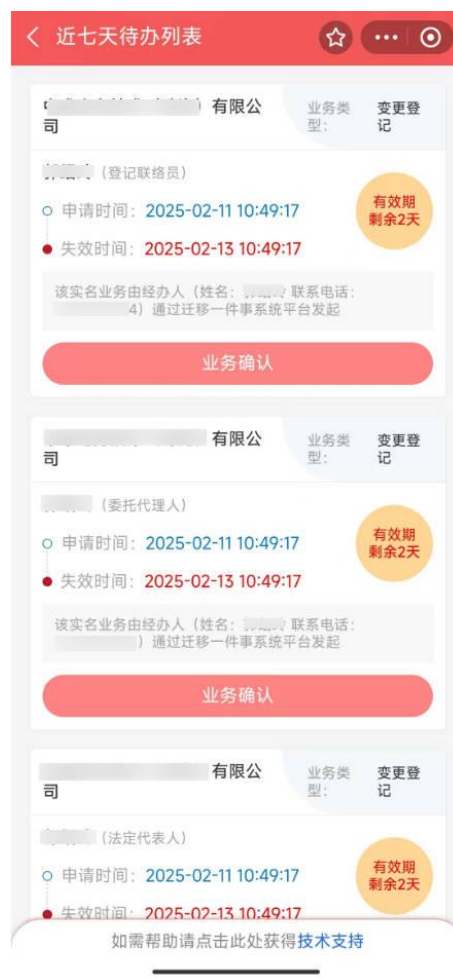 近七天待办列表
有限公司
业务类型:
变更登记
(登记联络员)
申请时间: 2025-02-11 10:49:17
失效时间: 2025-02-13 10:49:17
有效期
剩余2天
该实名业务由经办人(姓名: 联系电话:
4)通过迁移一件事系统平台发起
业务确认
有限公司
业务类型:
变更登记
(委托代理人)
申请时间: 2025-02-11 10:49:17
失效时间: 2025-02-13 10:49:17
有效期
剩余2天
该实名业务由经办人(姓名: 联系电话:
)通过迁移一件事系统平台发起
业务确认
有限公司
业务类型:
变更登记
(法定代表人)
申请时间: 2025-02-11 10:49:17
失效时间: 2025-02-13 10:49:17
有效期
剩余2天
如需帮助请点击此处获得技术支持